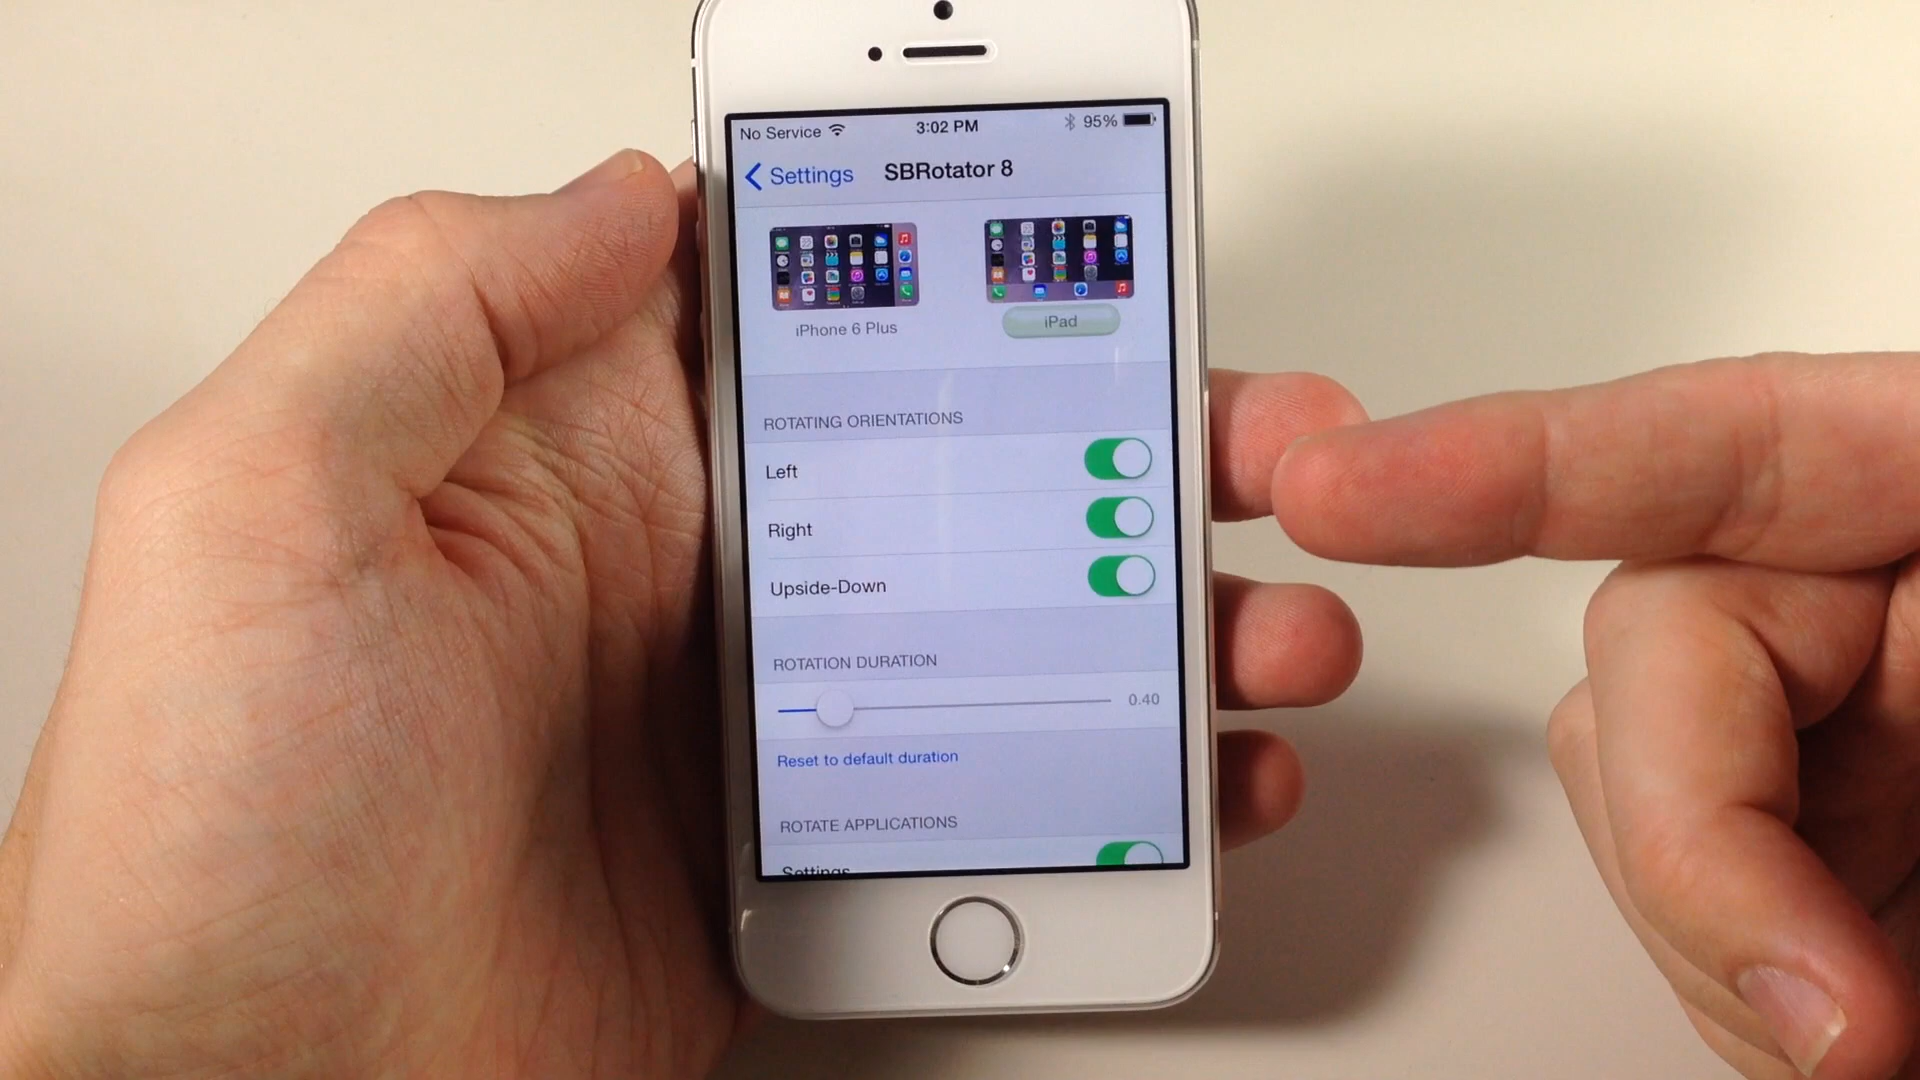 No Service 3:02 PM 95%
Settings SBRotator 8
iPhone 6 Plus iPad
ROTATING ORIENTATIONS
Left
Right
Upside-Down
ROTATION DURATION
0.40
Reset to default duration
ROTATE APPLICATIONS
Settings